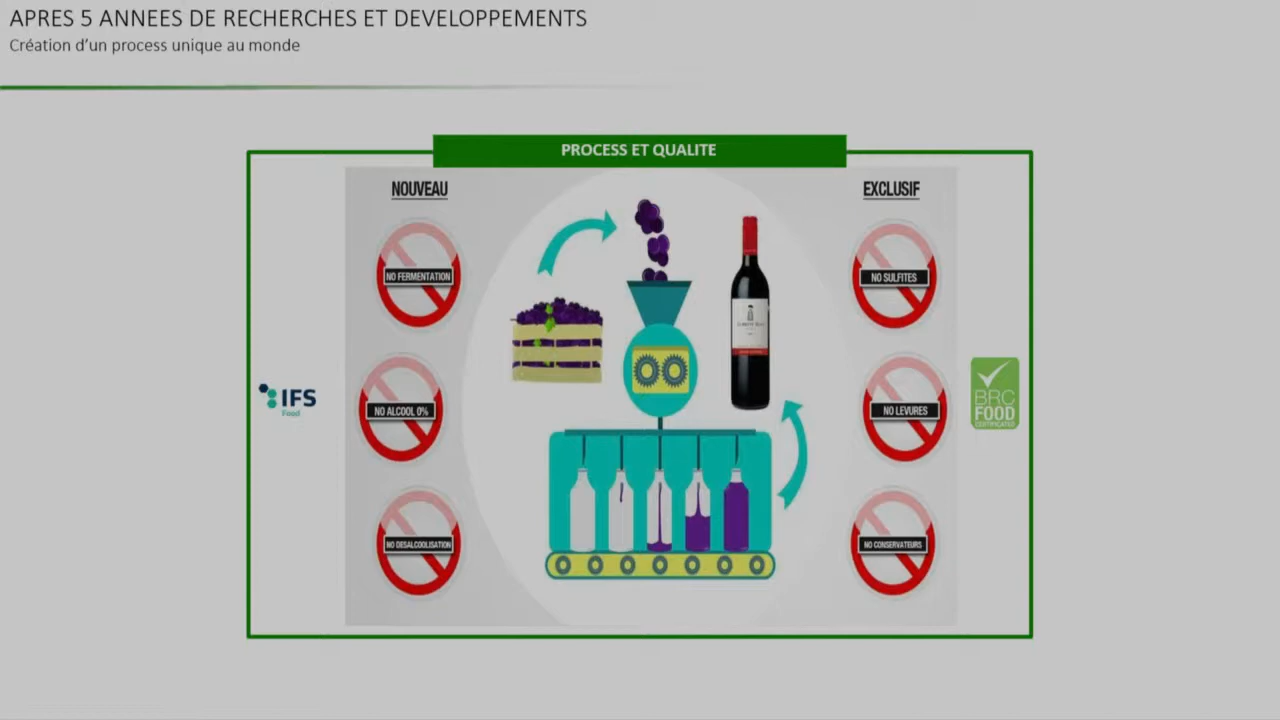 APRES 5 ANNEES DE RECHERCHES ET DEVELOPPEMENTS
Création d'un process unique au monde
PROCESS ET QUALITE
NOUVEAU
EXCLUSIF
NO FERMENTATION
NO SULFITES
IFS
Food
NO ALCOOL 0%
NO LEVURES
BRC
FOOD
CERTIFICATED
NO DESALCOOLISATION
NO CONSERVATEURS